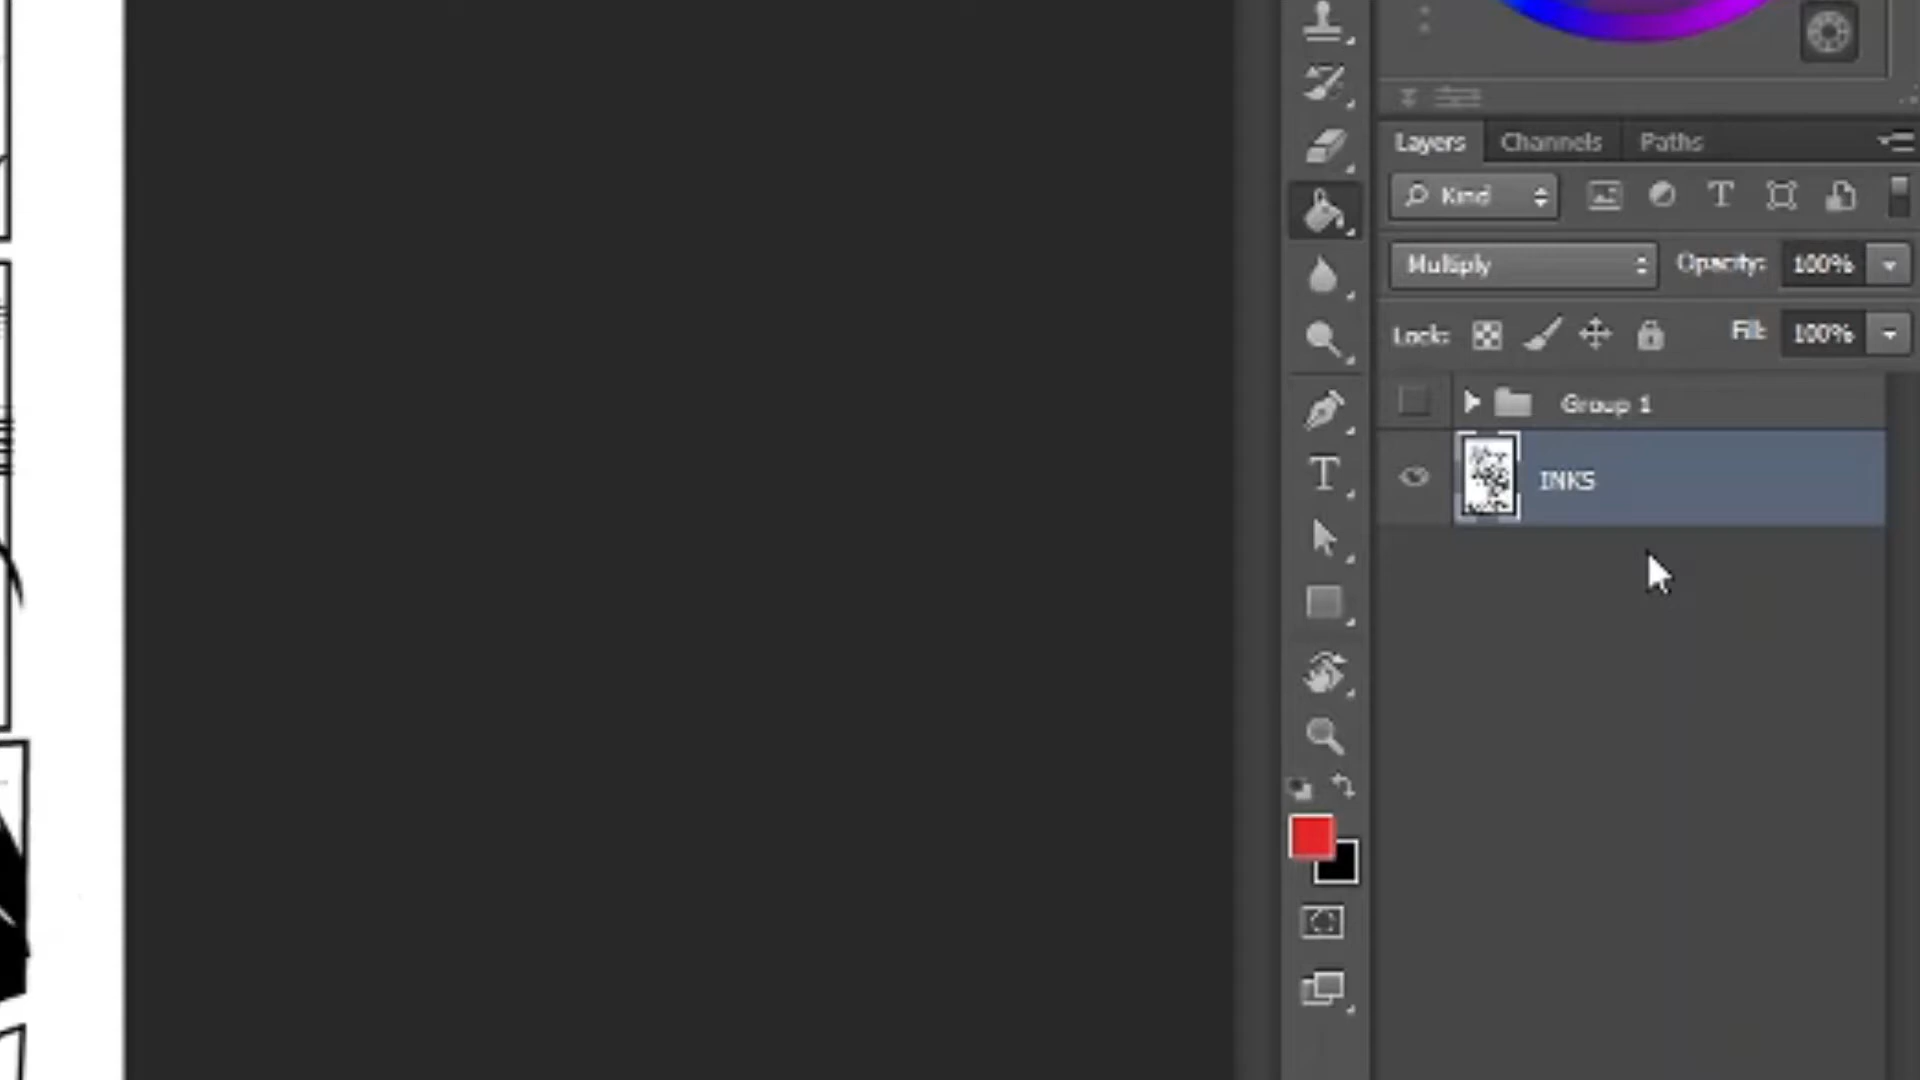 Layers Channels Paths
Kind
Multiply Opacity: 100%
Lock: Fill: 100%
Group 1
INKS